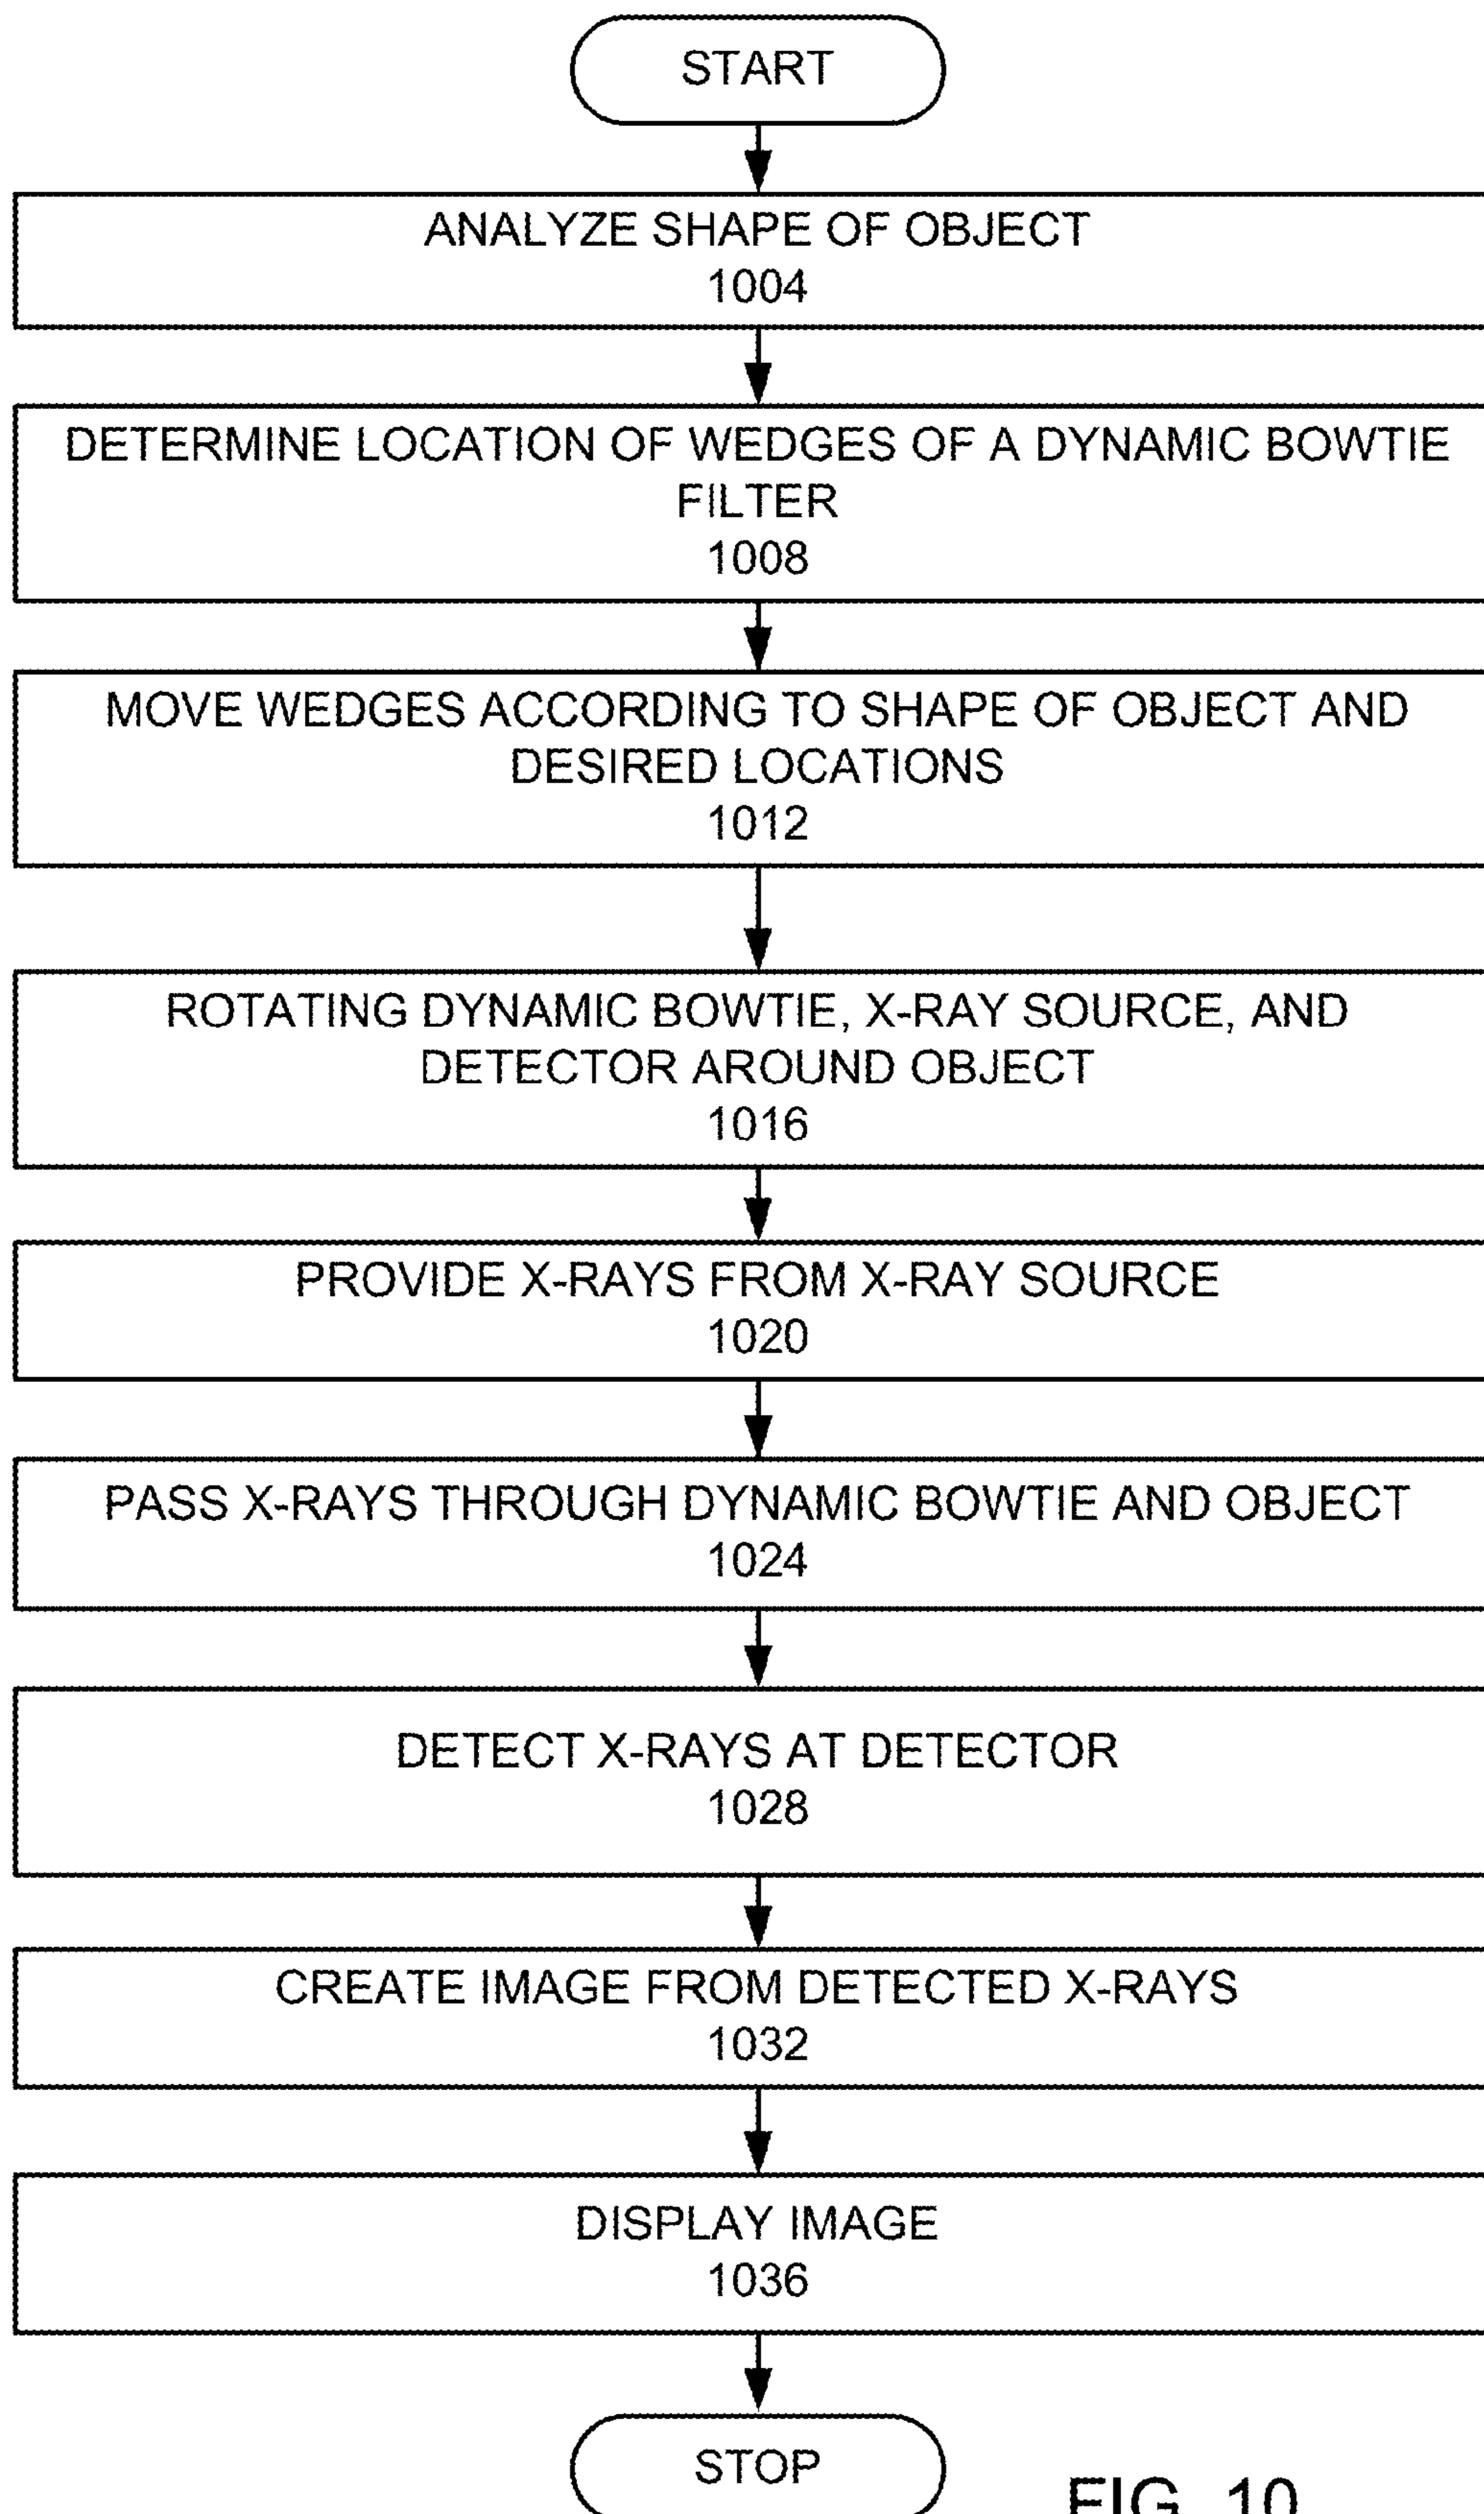 START
ANALYZE SHAPE OF OBJECT
1004
DETERMINE LOCATION OF WEDGES OF A DYNAMIC BOWTIE
FILTER
1008
MOVE WEDGES ACCORDING TO SHAPE OF OBJECT AND
DESIRED LOCATIONS
1012
ROTATING DYNAMIC BOWTIE, X-RAY SOURCE, AND
DETECTOR AROUND OBJECT
1016
PROVIDE X-RAYS FROM X-RAY SOURCE
1020
PASS X-RAYS THROUGH DYNAMIC BOWTIE AND OBJECT
1024
DETECT X-RAYS AT DETECTOR
1028
CREATE IMAGE FROM DETECTED X-RAYS
1032
DISPLAY IMAGE
1036
STOP
FIG. 10